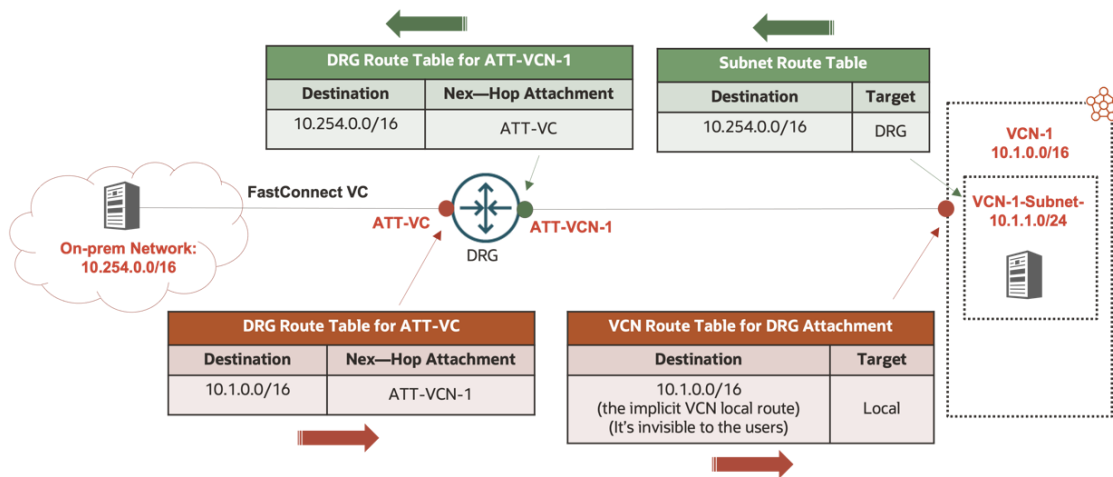 DRG Route Table for ATT-VCN-1
Destination Nex—Hop Attachment
10.254.0.0/16 ATT-VC
Subnet Route Table
Destination Target
10.254.0.0/16 DRG
VCN-1
10.1.0.0/16
VCN-1-Subnet-
10.1.1.0/24
FastConnect VC
On-prem Network:
10.254.0.0/16
ATT-VC
DRG
ATT-VCN-1
DRG Route Table for ATT-VC
Destination Nex—Hop Attachment
10.1.0.0/16 ATT-VCN-1
VCN Route Table for DRG Attachment
Destination Target
10.1.0.0/16
(the implicit VCN local route) Local
(It's invisible to the users)